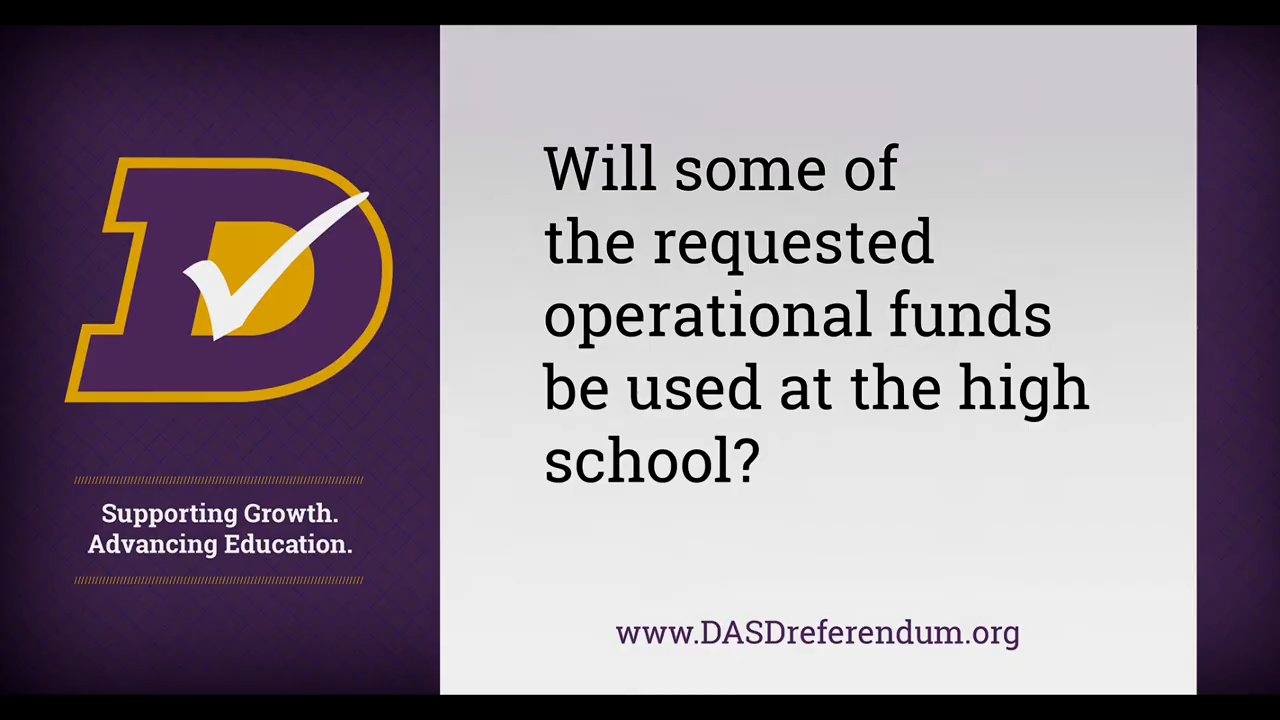 D
Supporting Growth.
Advancing Education.
Will some of
the requested
operational funds
be used at the high
school?
www.DASDreferendum.org